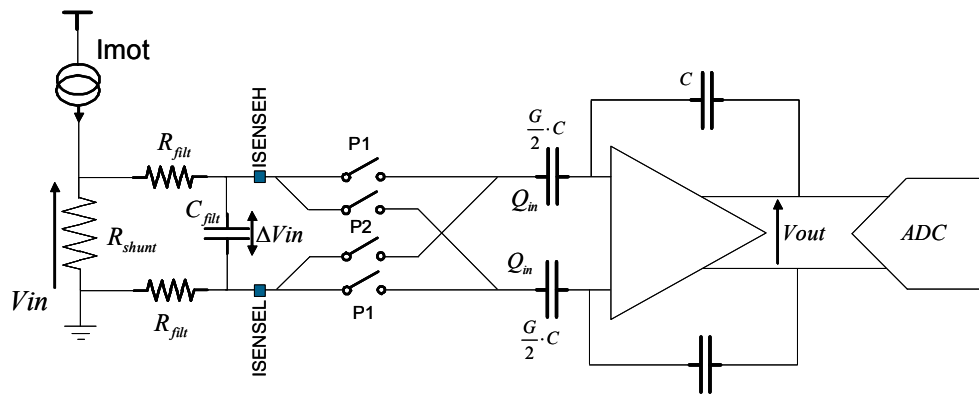 Imot
R_filt
ISENSEH
P1
G/2 · C
C
Q_in
C_filt
ΔVin
P2
R_shunt
Vin
Vout
ADC
Q_in
R_filt
ISENSEL
P1
G/2 · C